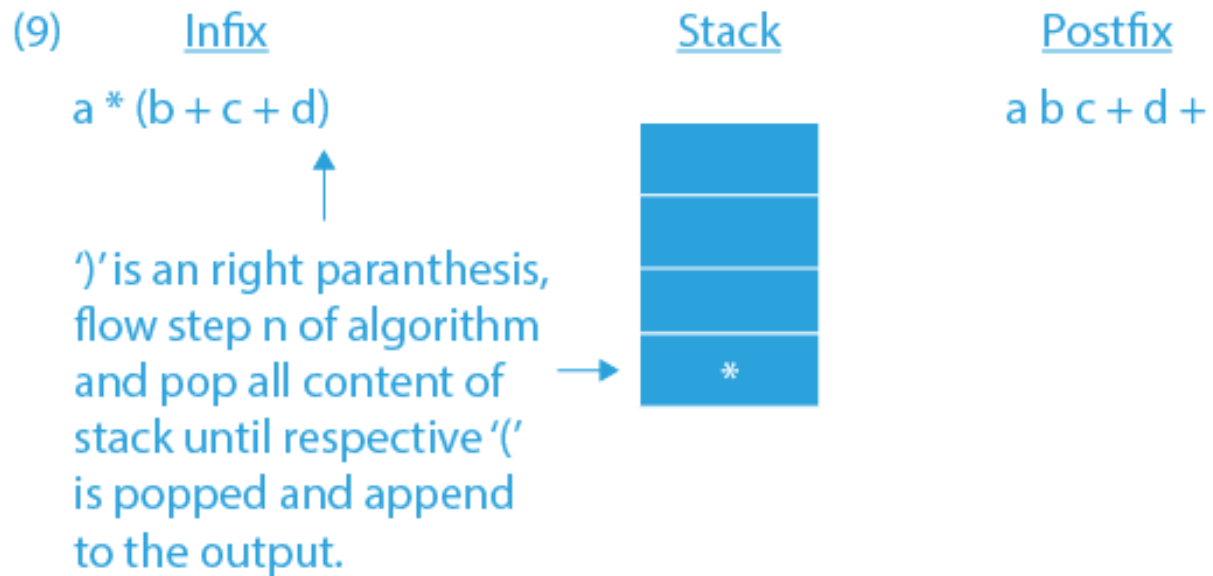 (9) Infix Stack Postfix
a * (b + c + d) a b c + d +
')' is an right paranthesis,
flow step n of algorithm
and pop all content of
*
stack until respective '('
is popped and append
to the output.